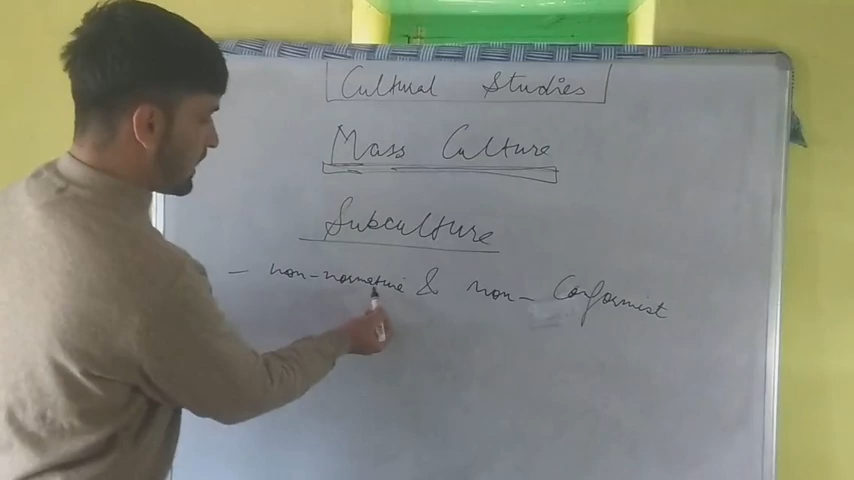 Cultural Studies
Mass Culture
Subculture
- non-normative & non- Conformist